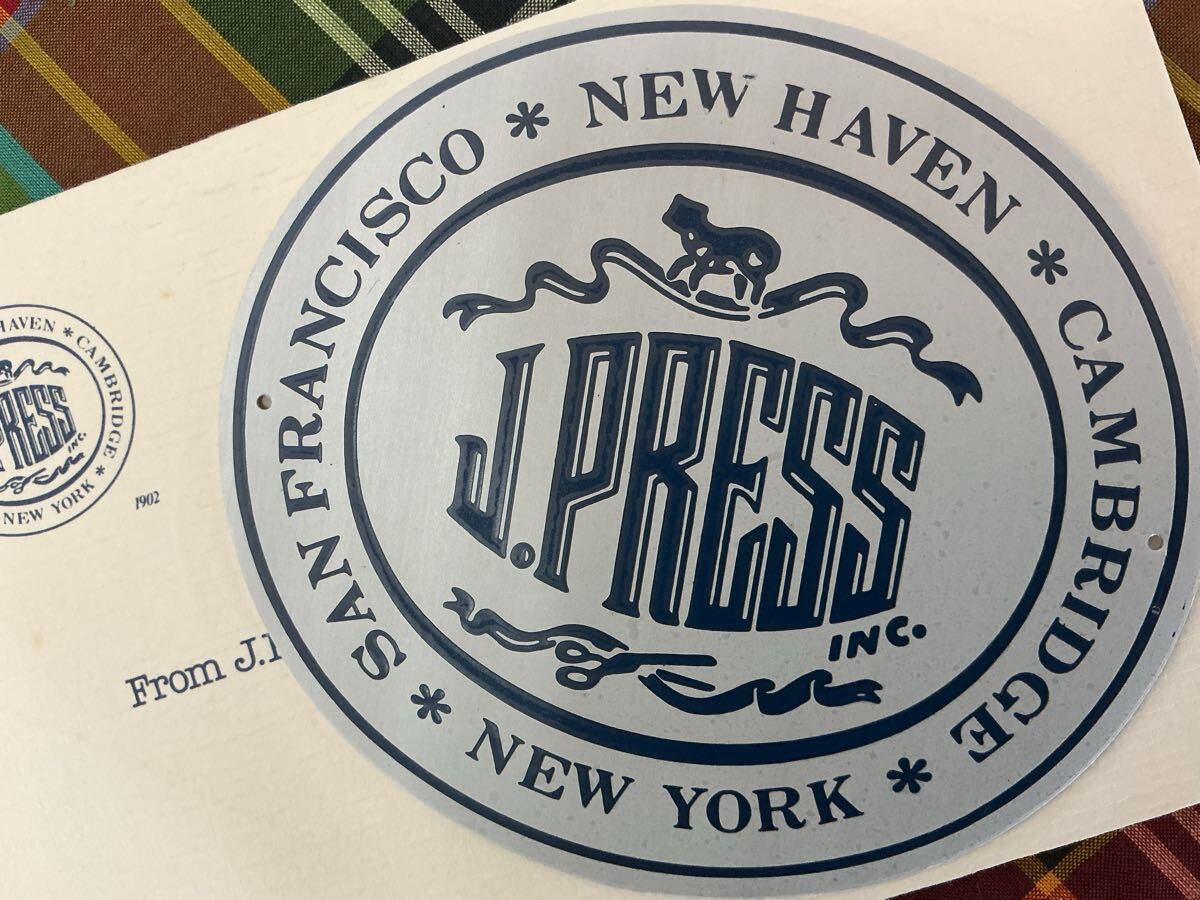 NEW HAVEN * CAMBRIDGE * NEW YORK * SAN FRANCISCO *
J. PRESS
INC.
HAVEN * CAMBRIDGE *
NEW YORK *
PRESS
INC.
1902
From J.